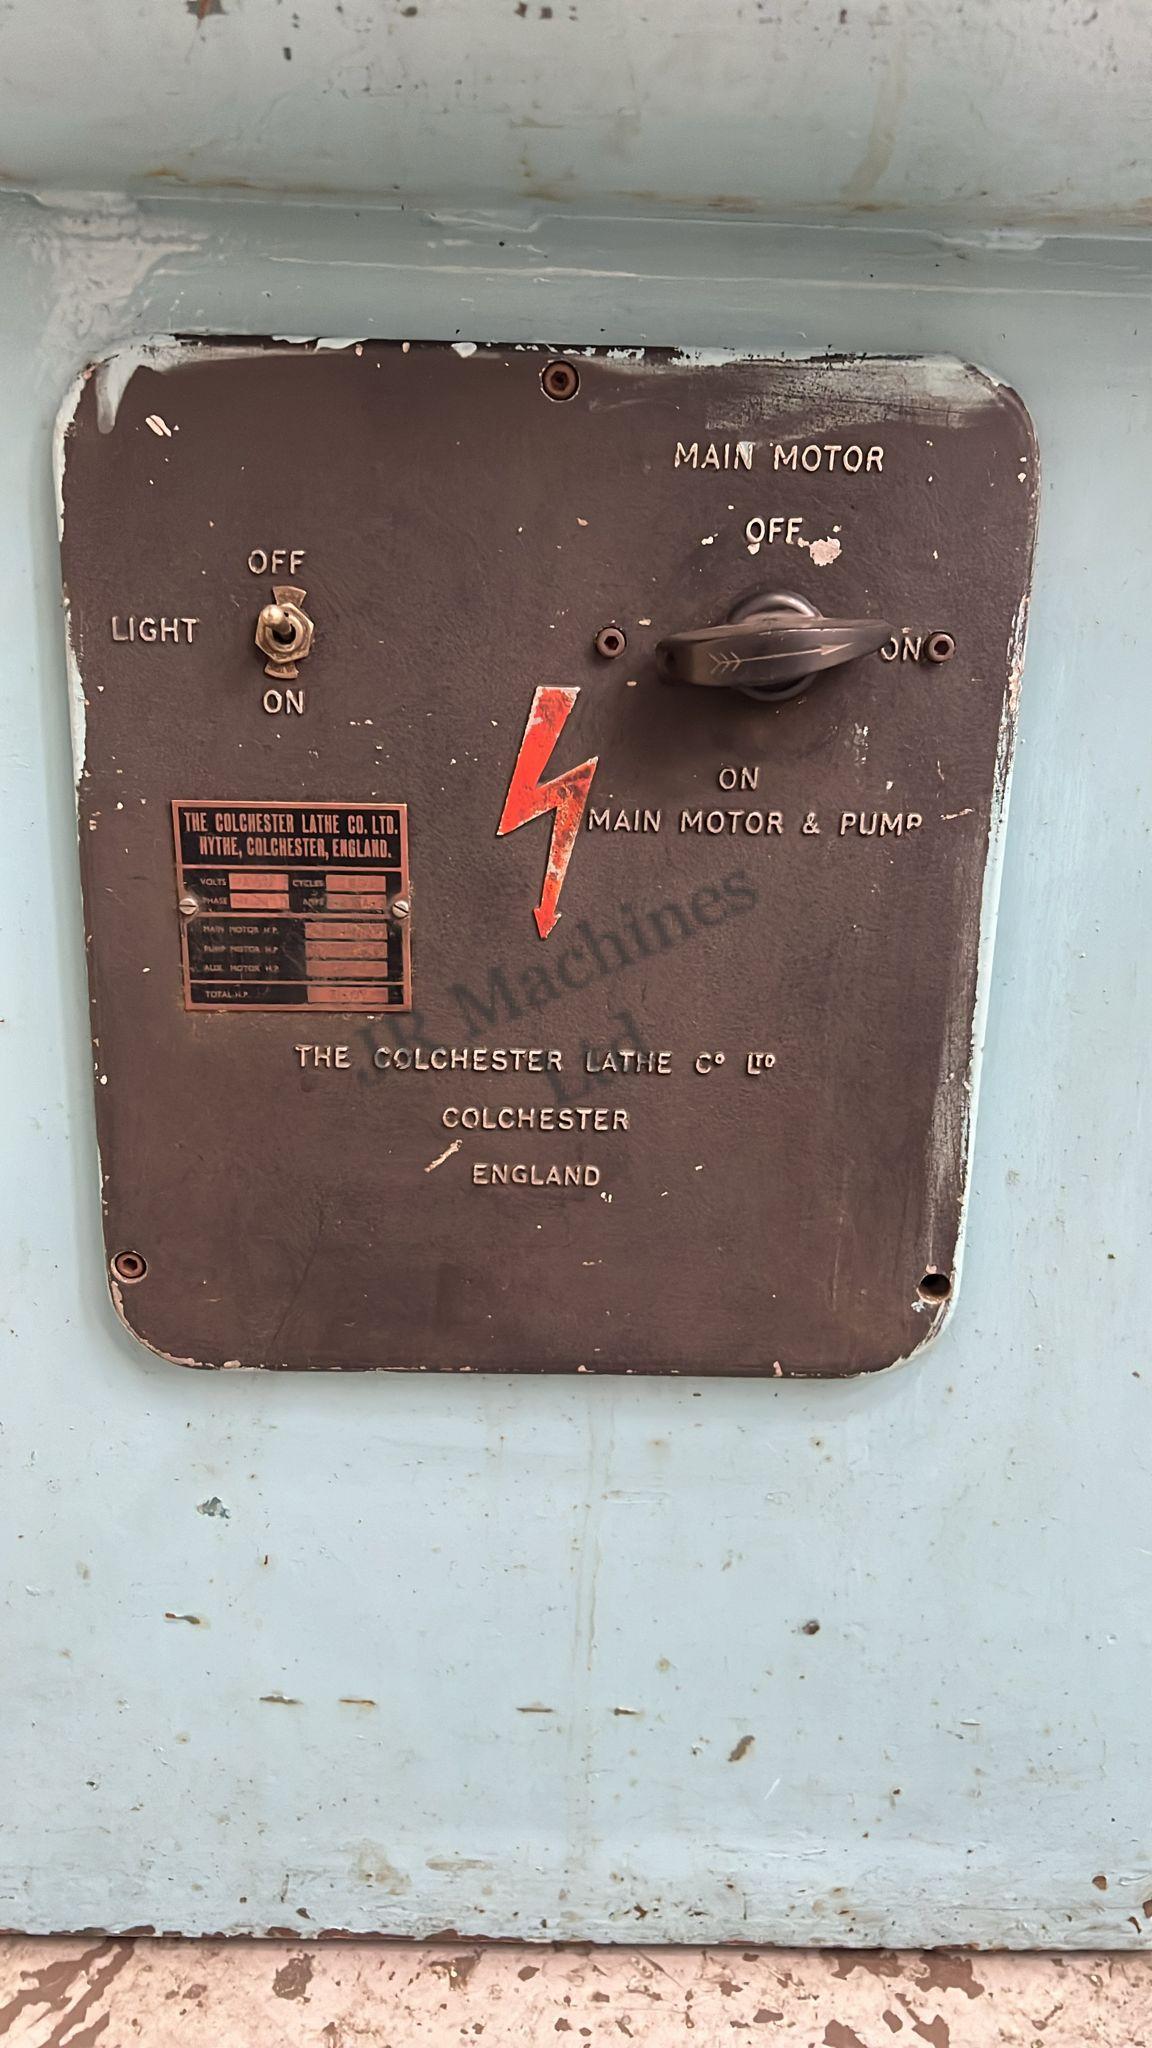 MAIN MOTOR
OFF
OFF
LIGHT
ON
ON
ON
MAIN MOTOR & PUMP
THE COLCHESTER LATHE CO. LTD.
HYTHE, COLCHESTER, ENGLAND.
VOLTS CYCLES
PHASE AMPS
MAIN MOTOR H.P.
PUMP MOTOR H.P.
AUX. MOTOR H.P.
TOTAL H.P.
JR Machines
Ltd
THE COLCHESTER LATHE Cº LTD
COLCHESTER
ENGLAND